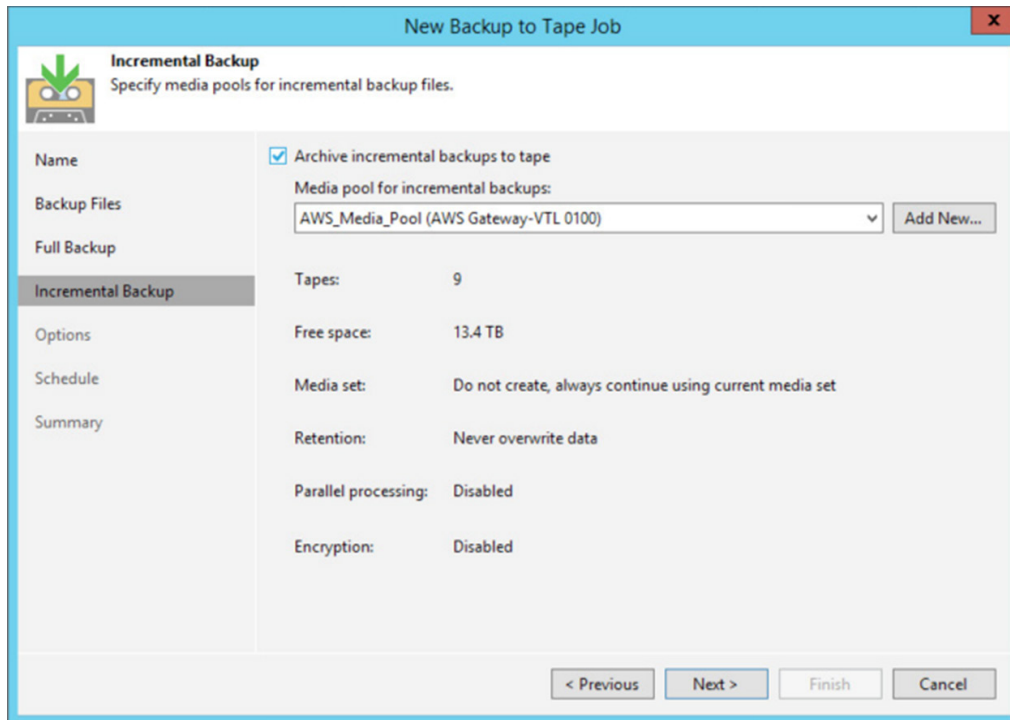 New Backup to Tape Job
x
Incremental Backup
Specify media pools for incremental backup files.
Name
Backup Files
Full Backup
Incremental Backup
Options
Schedule
Summary
Archive incremental backups to tape
Media pool for incremental backups:
AWS_Media_Pool (AWS Gateway-VTL 0100)
Add New...
Tapes: 9
Free space: 13.4 TB
Media set: Do not create, always continue using current media set
Retention: Never overwrite data
Parallel processing: Disabled
Encryption: Disabled
< Previous
Next >
Finish
Cancel